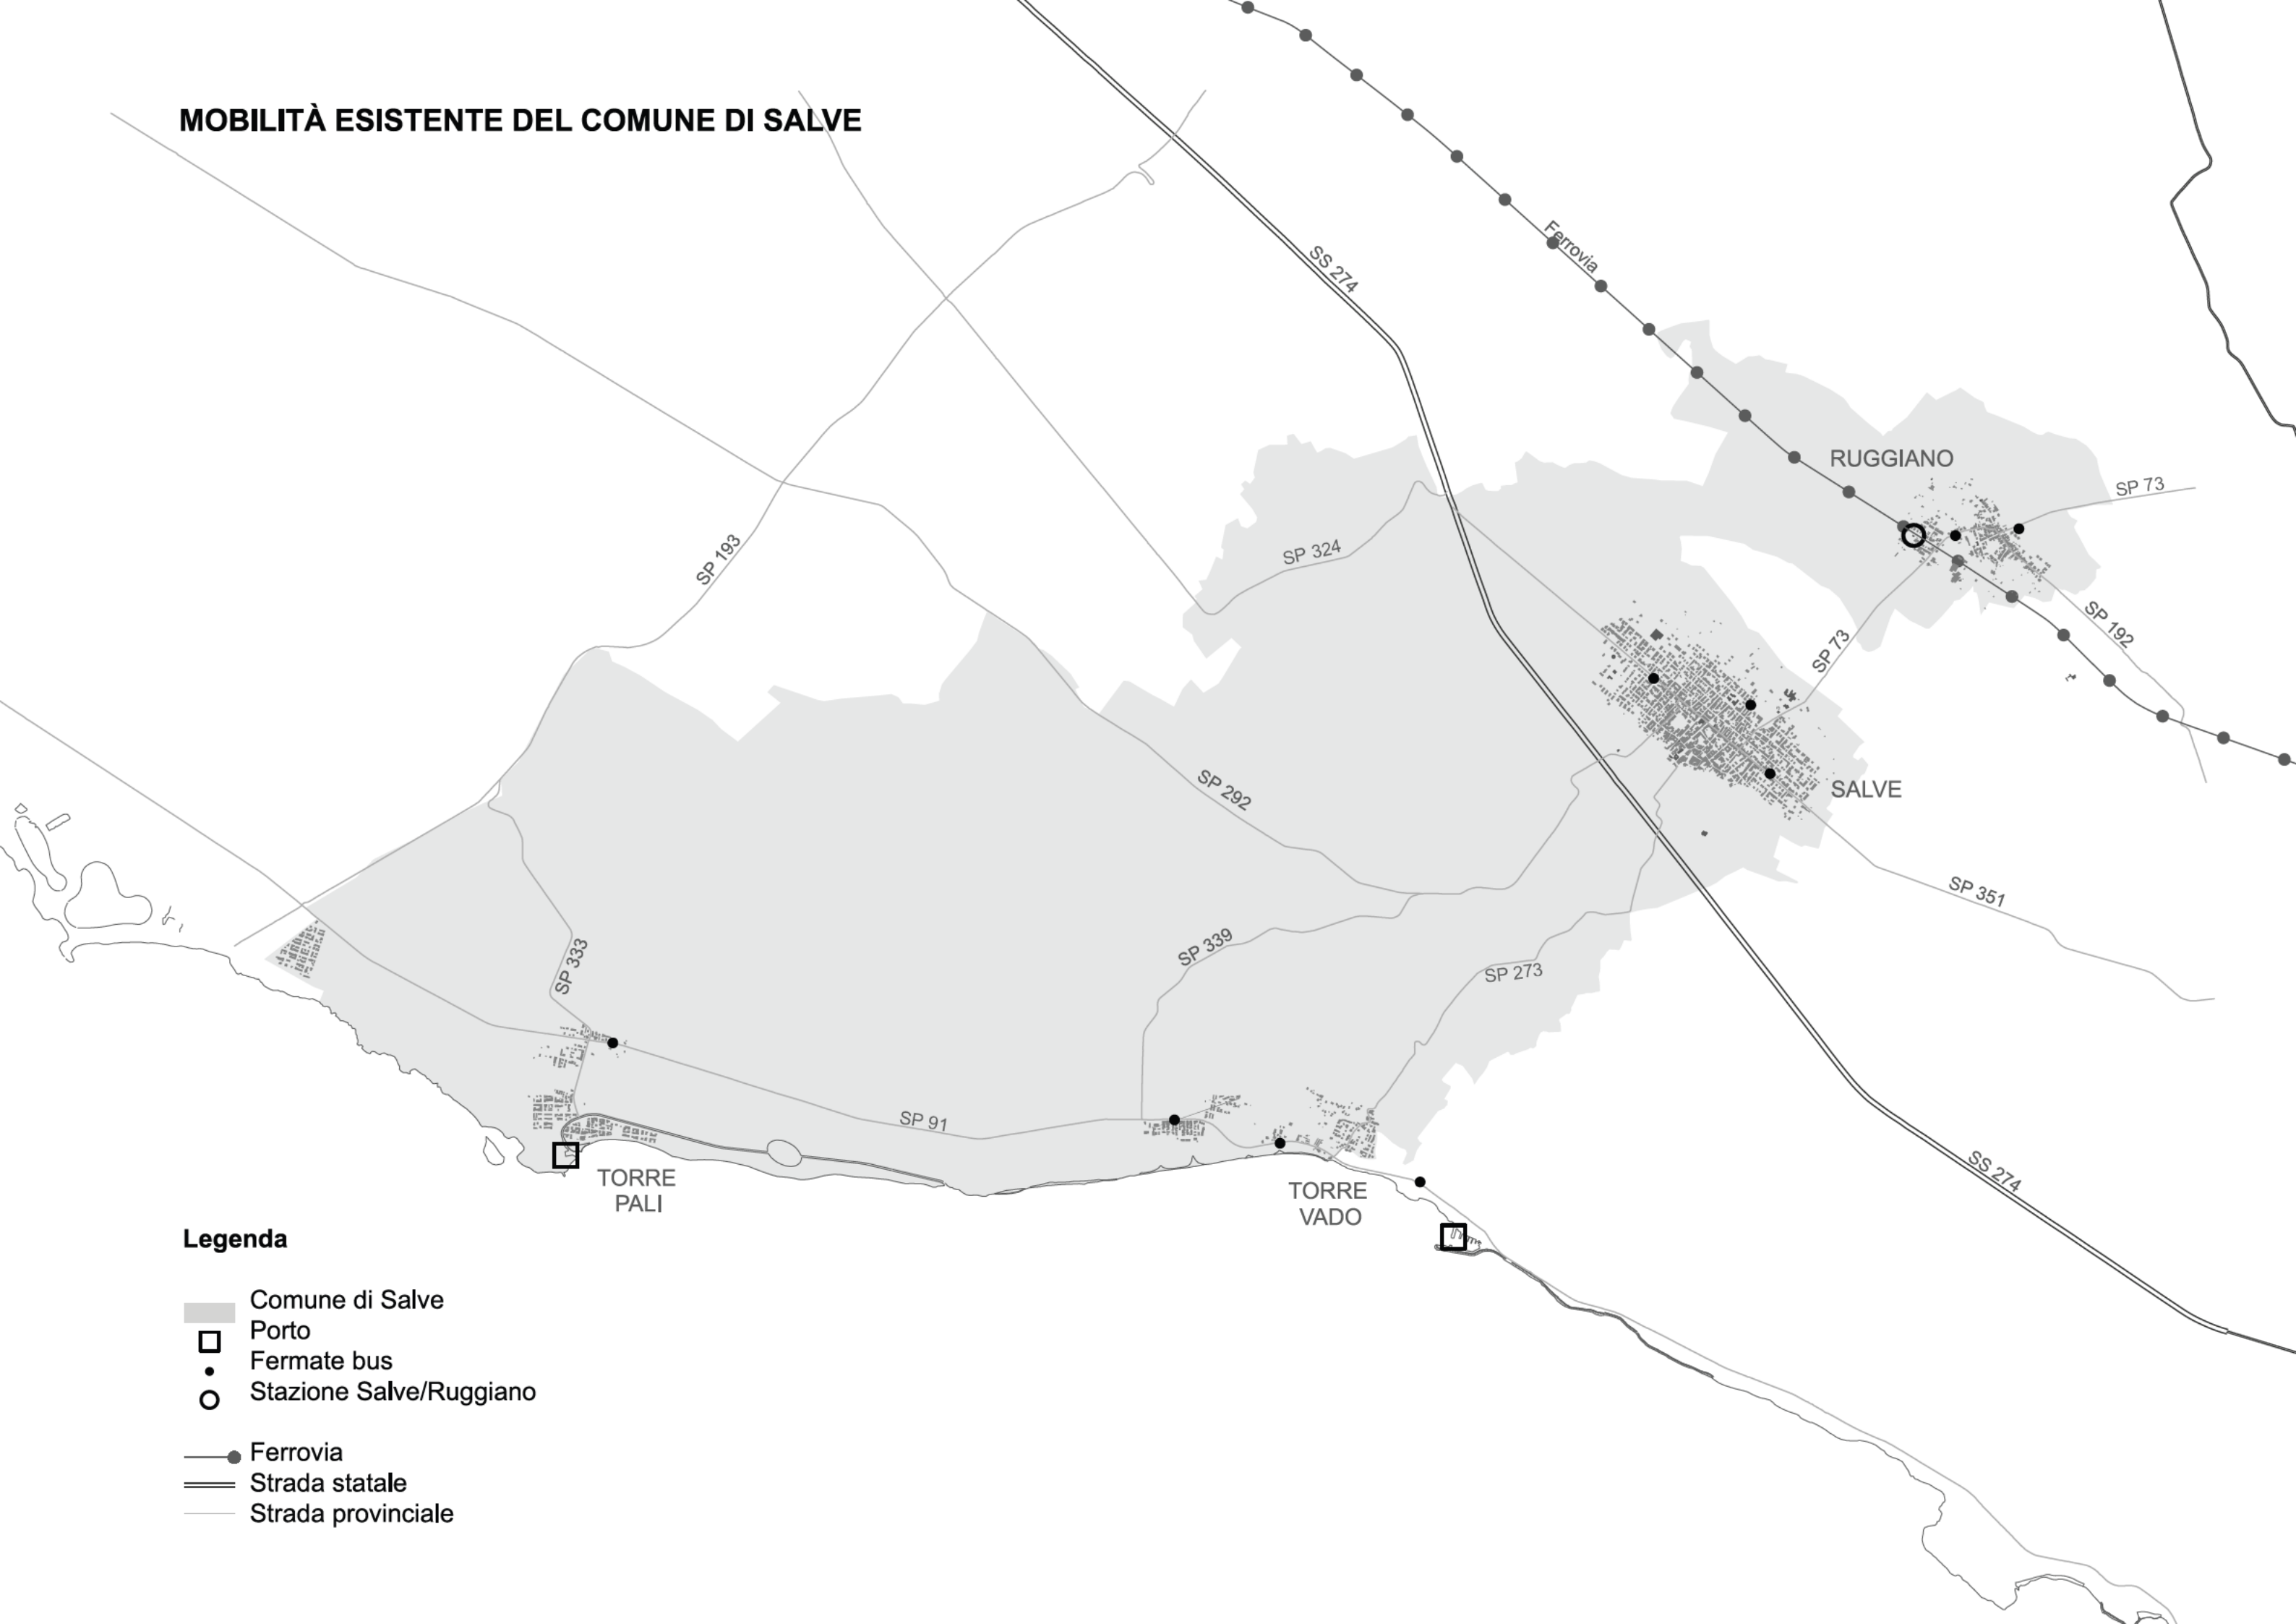 MOBILITÀ ESISTENTE DEL COMUNE DI SALVE
Ferrovia
SS 274
RUGGIANO
SP 73
SP 324
SP 193
SP 192
SP 73
SP 292
SALVE
SP 351
SP 339
SP 333
SP 273
SP 91
TORRE
PALI
TORRE
VADO
SS 274
Legenda
Comune di Salve
Porto
Fermate bus
Stazione Salve/Ruggiano
Ferrovia
Strada statale
Strada provinciale